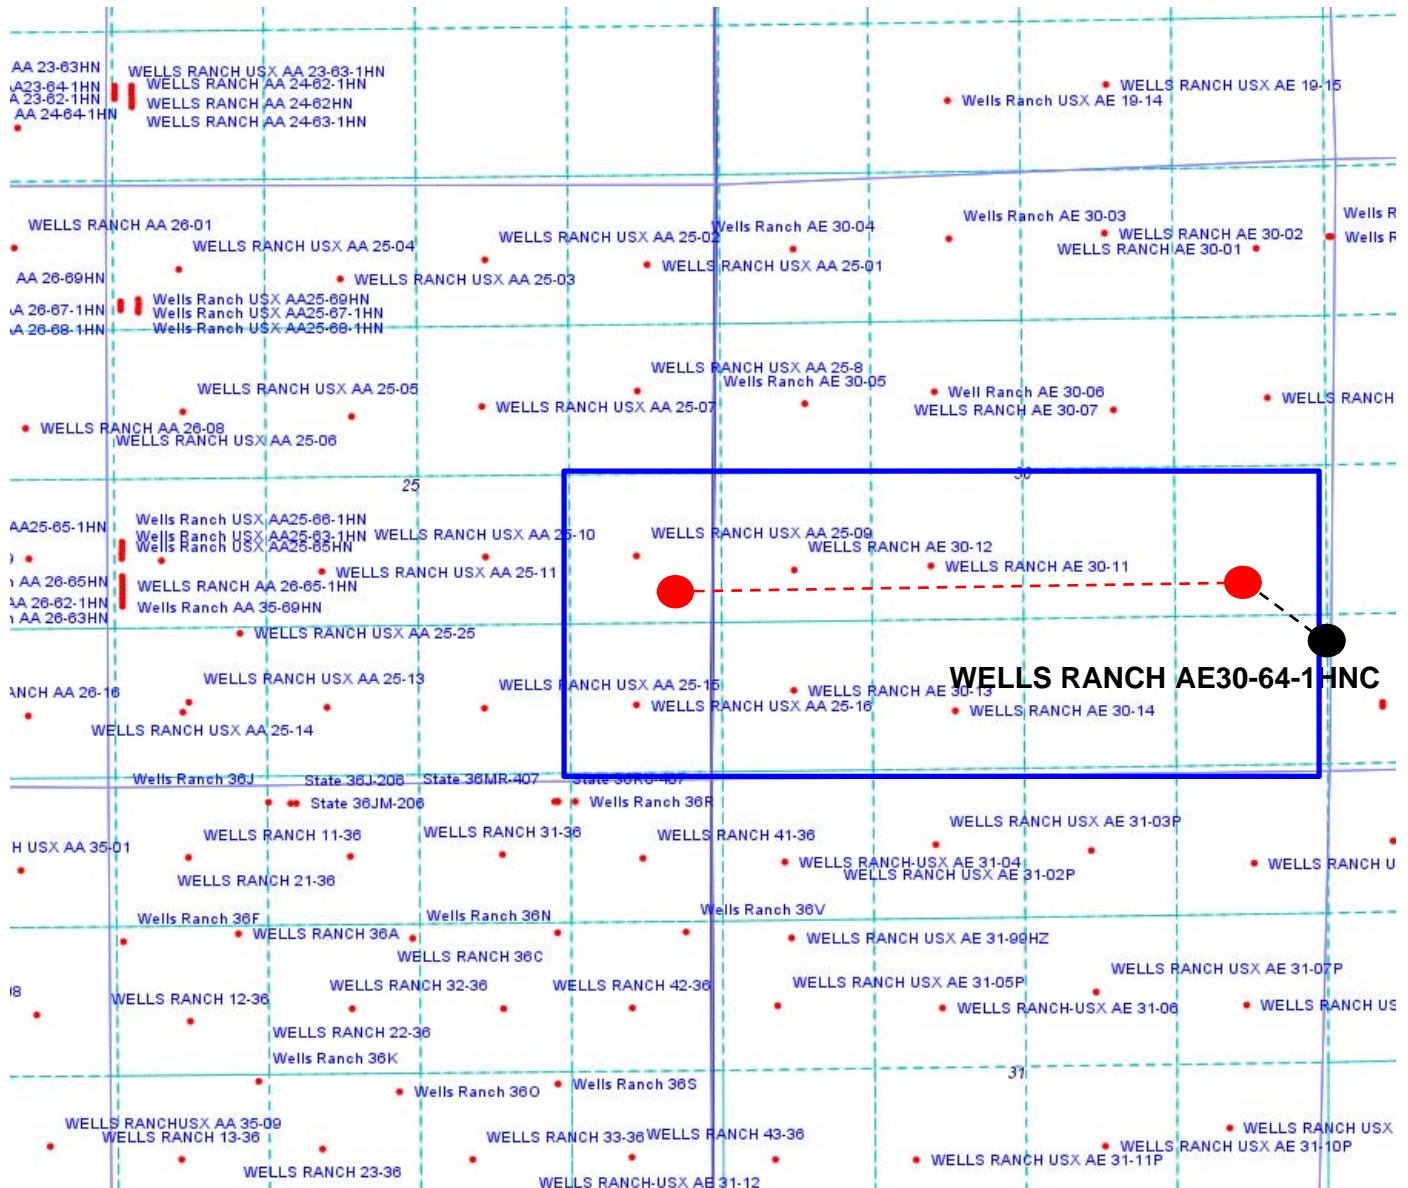 AA 23-63HN
WELLS RANCH USX AA 23-63-1HN
AA23-64-1HN
WELLS RANCH AA 24-62-1HN
A 23-62-1HN
WELLS RANCH AA 24-62HN
AA 24-64-1HN
WELLS RANCH AA 24-63-1HN
WELLS RANCH USX AE 19-15
Wells Ranch USX AE 19-14
WELLS RANCH AA 26-01
WELLS RANCH USX AA 25-04
WELLS RANCH USX AA 25-02
Wells Ranch AE 30-04
Wells Ranch AE 30-03
WELLS RANCH AE 30-02
WELLS RANCH AE 30-01
Wells R
Wells R
AA 26-69HN
WELLS RANCH USX AA 25-03
WELLS RANCH USX AA 25-01
Wells Ranch USX AA25-69HN
A 26-67-1HN
Wells Ranch USX AA25-67-1HN
AA 26-68-1HN
Wells Ranch USX AA25-68-1HN
WELLS RANCH USX AA 25-8
Wells Ranch AE 30-05
WELLS RANCH USX AA 25-05
WELLS RANCH USX AA 25-07
Well Ranch AE 30-06
WELLS RANCH AE 30-07
WELLS RANCH
WELLS RANCH AA 26-08
WELLS RANCH USX AA 25-06
25
30
AA25-65-1HN
Wells Ranch USX AA25-66-1HN
Wells Ranch USX AA25-63-1HN
Wells Ranch USX AA25-65HN
WELLS RANCH USX AA 25-10
WELLS RANCH USX AA 25-09
WELLS RANCH AE 30-12
WELLS RANCH AE 30-11
WELLS RANCH USX AA 25-11
AA 26-65HN
WELLS RANCH AA 26-65-1HN
AA 26-62-1HN
Wells Ranch AA 35-69HN
AA 26-63HN
WELLS RANCH USX AA 25-25
WELLS RANCH AE30-64-1HNC
ANCH AA 26-16
WELLS RANCH USX AA 25-13
WELLS RANCH USX AA 25-15
WELLS RANCH AE 30-13
WELLS RANCH USX AA 25-16
WELLS RANCH AE 30-14
WELLS RANCH USX AA 25-14
Wells Ranch 36J
State 36J-206
State 36MR-407
State 36RU-407
State 36JM-206
Wells Ranch 36R
H USX AA 35-01
WELLS RANCH 11-36
WELLS RANCH 31-36
WELLS RANCH 41-36
WELLS RANCH USX AE 31-03P
WELLS RANCH-USX AE 31-04
WELLS RANCH USX AE 31-02P
WELLS RANCH U
WELLS RANCH 21-36
Wells Ranch 36F
Wells Ranch 36N
Wells Ranch 36V
WELLS RANCH 36A
WELLS RANCH USX AE 31-99HZ
WELLS RANCH 36C
WELLS RANCH USX AE 31-07P
WELLS RANCH 12-36
WELLS RANCH 32-36
WELLS RANCH 42-36
WELLS RANCH USX AE 31-05P
WELLS RANCH-USX AE 31-06
WELLS RANCH US
WELLS RANCH 22-36
Wells Ranch 36K
31
Wells Ranch 36O
Wells Ranch 36S
WELLS RANCHUSX AA 35-09
WELLS RANCH 13-36
WELLS RANCH 33-36
WELLS RANCH 43-36
WELLS RANCH USX
WELLS RANCH USX AE 31-10P
WELLS RANCH USX AE 31-11P
WELLS RANCH 23-36
WELLS RANCH-USX AE 31-12